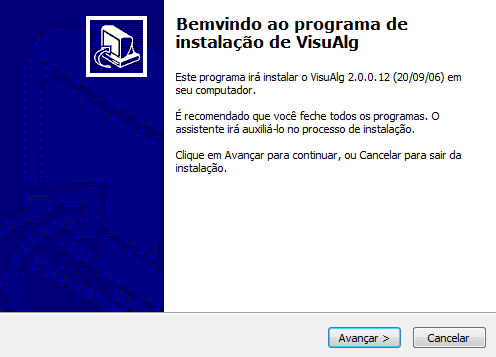 Bemvindo ao programa de
instalação de VisuAlg
Este programa irá instalar o VisuAlg 2.0.0.12 (20/09/06) em
seu computador.
É recomendado que você feche todos os programas. O
assistente irá auxiliá-lo no processo de instalação.
Clique em Avançar para continuar, ou Cancelar para sair da
instalação.
Avançar >
Cancelar